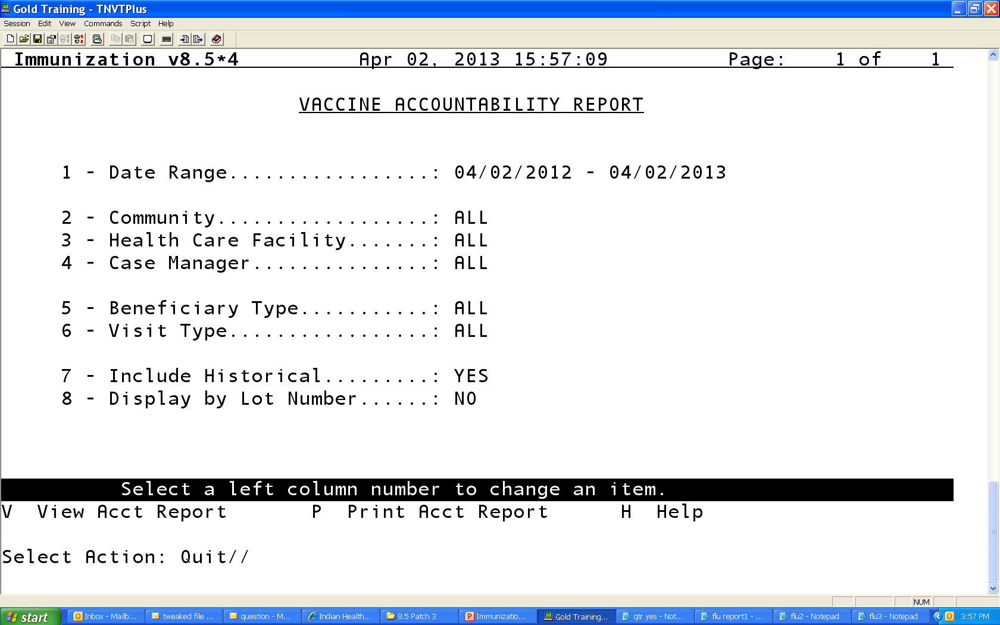 Gold Training - TNVTPlus
Session Edit View Commands Script Help
Immunization v8.5*4 Apr 02, 2013 15:57:09 Page: 1 of 1
VACCINE ACCOUNTABILITY REPORT
1 - Date Range.................: 04/02/2012 - 04/02/2013
2 - Community..................: ALL
3 - Health Care Facility.......: ALL
4 - Case Manager...............: ALL
5 - Beneficiary Type...........: ALL
6 - Visit Type.................: ALL
7 - Include Historical.........: YES
8 - Display by Lot Number......: NO
Select a left column number to change an item.
V View Acct Report P Print Acct Report H Help
Select Action: Quit//
NUM
start Inbox - Mailb... tweaked file ... question - M... Indian Health... 8.5 Patch 3 Immunizatio... Gold Training... qtr yes - Not... flu report1 - ... flu2 - Notepad flu3 - Notepad 3:57 PM